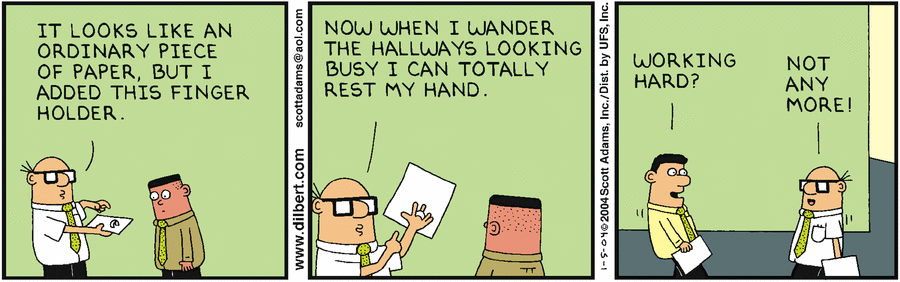 IT LOOKS LIKE AN
ORDINARY PIECE
OF PAPER, BUT I
ADDED THIS FINGER
HOLDER.
www.dilbert.com
scottadams@aol.com
NOW WHEN I WANDER
THE HALLWAYS LOOKING
BUSY I CAN TOTALLY
REST MY HAND.
1-5-04 © 2004 Scott Adams, Inc./Dist. by UFS, Inc.
WORKING
HARD?
NOT
ANY
MORE!